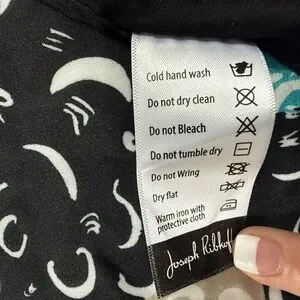 Cold hand wash
Do not dry clean
Do not Bleach
Do not tumble dry
Do not Wring
Dry flat
Warm iron with
protective cloth
Joseph Ribkoff